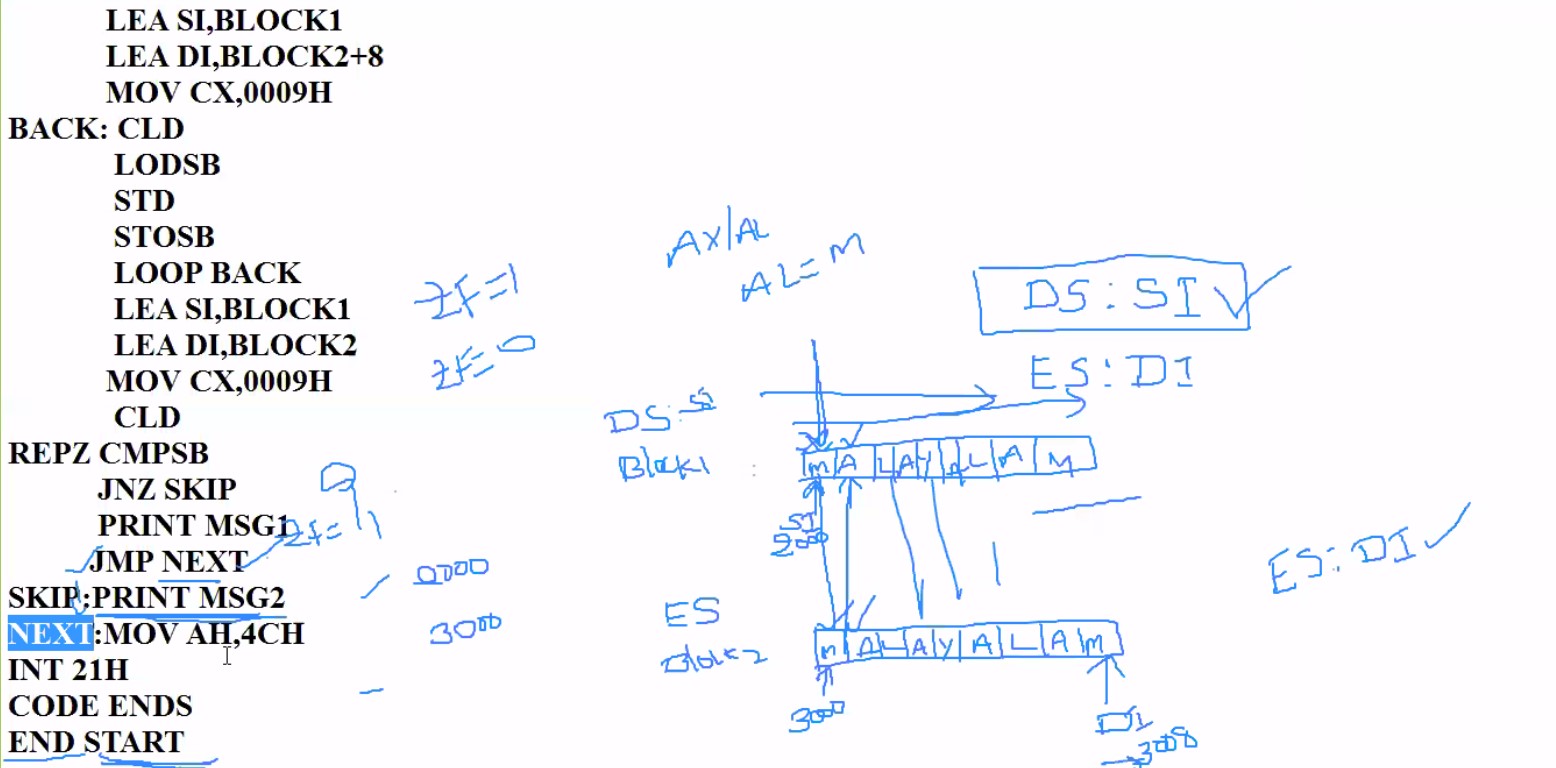 LEA SI,BLOCK1
LEA DI,BLOCK2+8
MOV CX,0009H
BACK: CLD
LODSB
STD
STOSB
LOOP BACK
LEA SI,BLOCK1
LEA DI,BLOCK2
MOV CX,0009H
CLD
REPZ CMPSB
JNZ SKIP
PRINT MSG1
JMP NEXT
SKIP:PRINT MSG2
NEXT:MOV AH,4CH
INT 21H
CODE ENDS
END START
ZF=1
ZF=0
ZF=1
0000
3000
AX/AL
AL=M
DS:SI
ES:DI
DS:SI
Block1 :
M A L A Y A L A M
SI
2000
ES:DI
ES
Block2
M A L A Y A L A M
3000
DI
3008